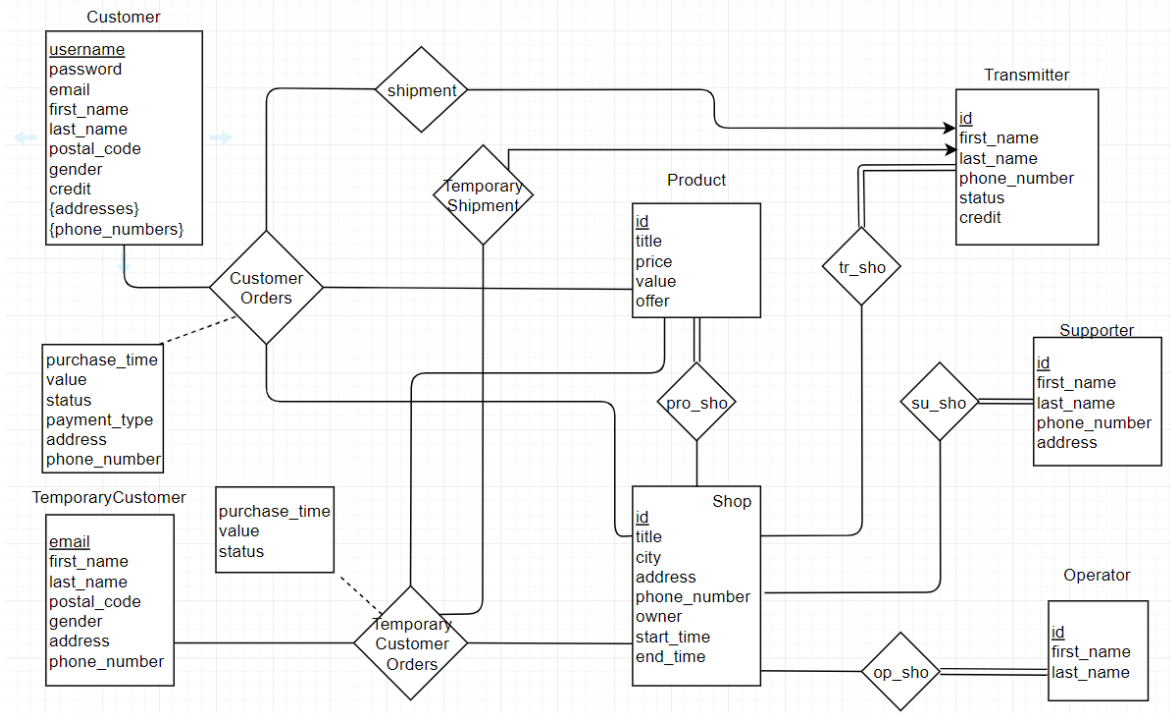 Customer
username
password
email
first_name
last_name
postal_code
gender
credit
{addresses}
{phone_numbers}
shipment
Transmitter
id
first_name
last_name
phone_number
status
credit
Temporary
Shipment
Product
id
title
price
value
offer
tr_sho
Customer
Orders
purchase_time
value
status
payment_type
address
phone_number
pro_sho
su_sho
Supporter
id
first_name
last_name
phone_number
address
TemporaryCustomer
email
first_name
last_name
postal_code
gender
address
phone_number
purchase_time
value
status
Temporary
Customer
Orders
Shop
id
title
city
address
phone_number
owner
start_time
end_time
op_sho
Operator
id
first_name
last_name